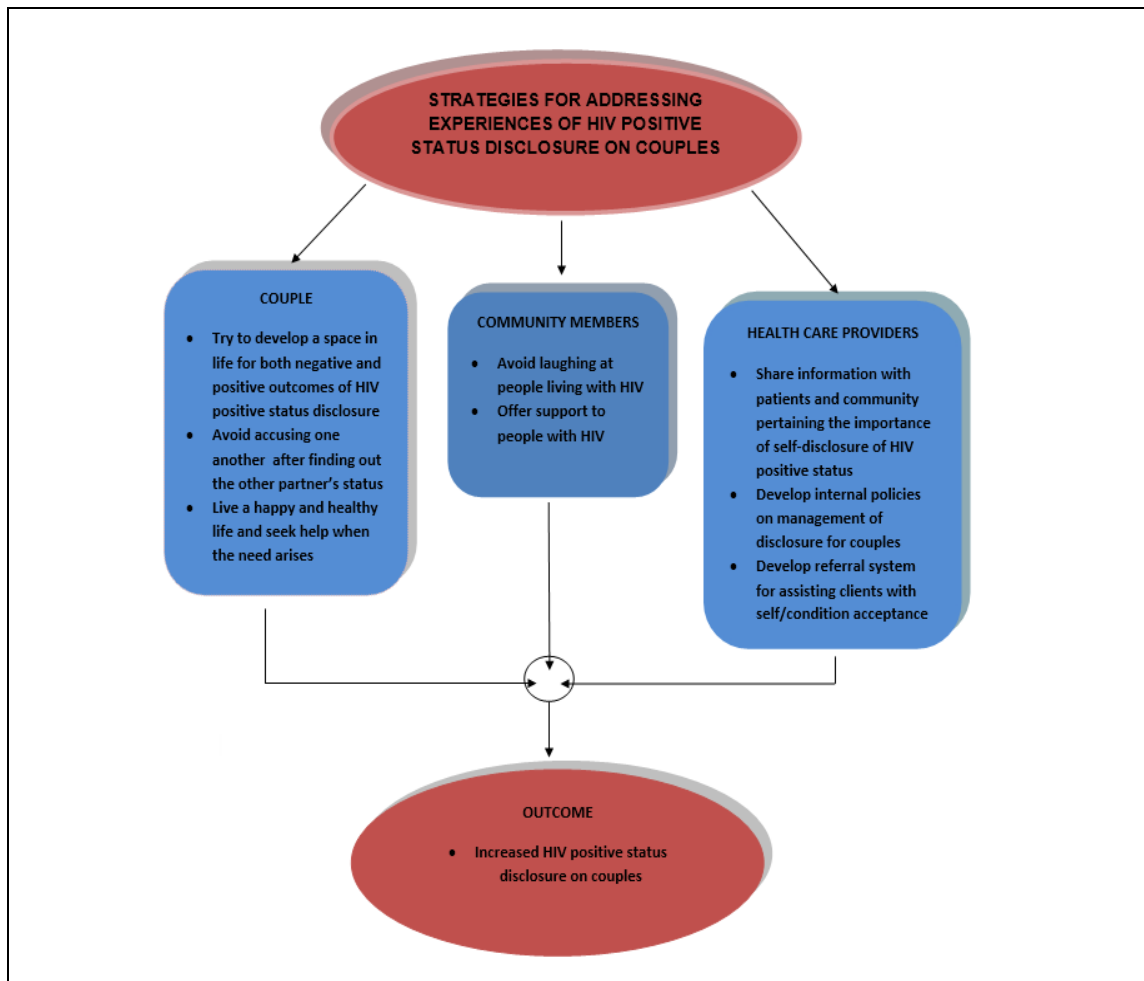 STRATEGIES FOR ADDRESSING
EXPERIENCES OF HIV POSITIVE
STATUS DISCLOSURE ON COUPLES
COUPLE
• Try to develop a space in
life for both negative and
positive outcomes of HIV
positive status disclosure
• Avoid accusing one
another after finding out
the other partner's status
• Live a happy and healthy
life and seek help when
the need arises
COMMUNITY MEMBERS
• Avoid laughing at
people living with HIV
• Offer support to
people with HIV
HEALTH CARE PROVIDERS
• Share information with
patients and community
pertaining the importance
of self-disclosure of HIV
positive status
• Develop internal policies
on management of
disclosure for couples
• Develop referral system
for assisting clients with
self/condition acceptance
OUTCOME
• Increased HIV positive status
disclosure on couples